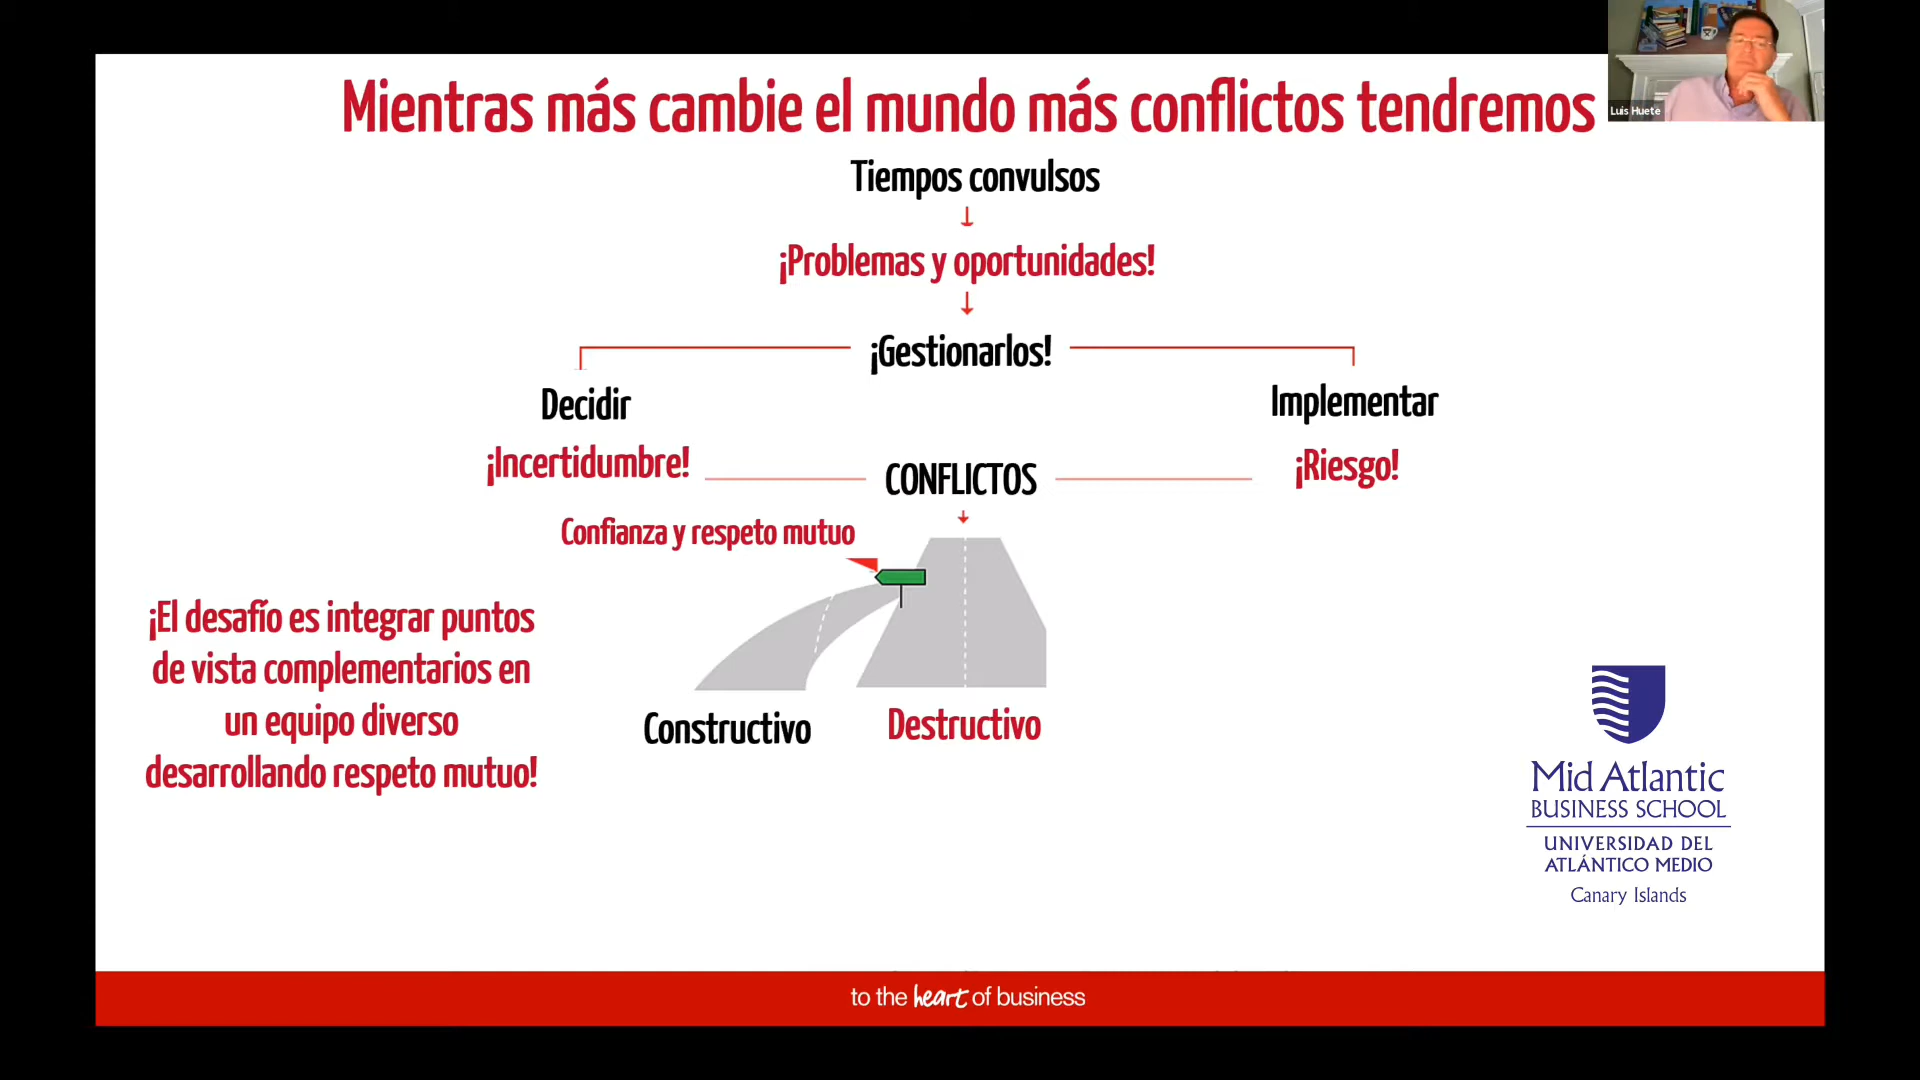 Mientras más cambie el mundo más conflictos tendremos
Luis Huete
Tiempos convulsos
¡Problemas y oportunidades!
¡Gestionarlos!
Decidir
Implementar
¡Incertidumbre!
CONFLICTOS
¡Riesgo!
Confianza y respeto mutuo
¡El desafío es integrar puntos
de vista complementarios en
un equipo diverso
desarrollando respeto mutuo!
Constructivo
Destructivo
Mid Atlantic
BUSINESS SCHOOL
UNIVERSIDAD DEL
ATLÁNTICO MEDIO
Canary Islands
to the heart of business